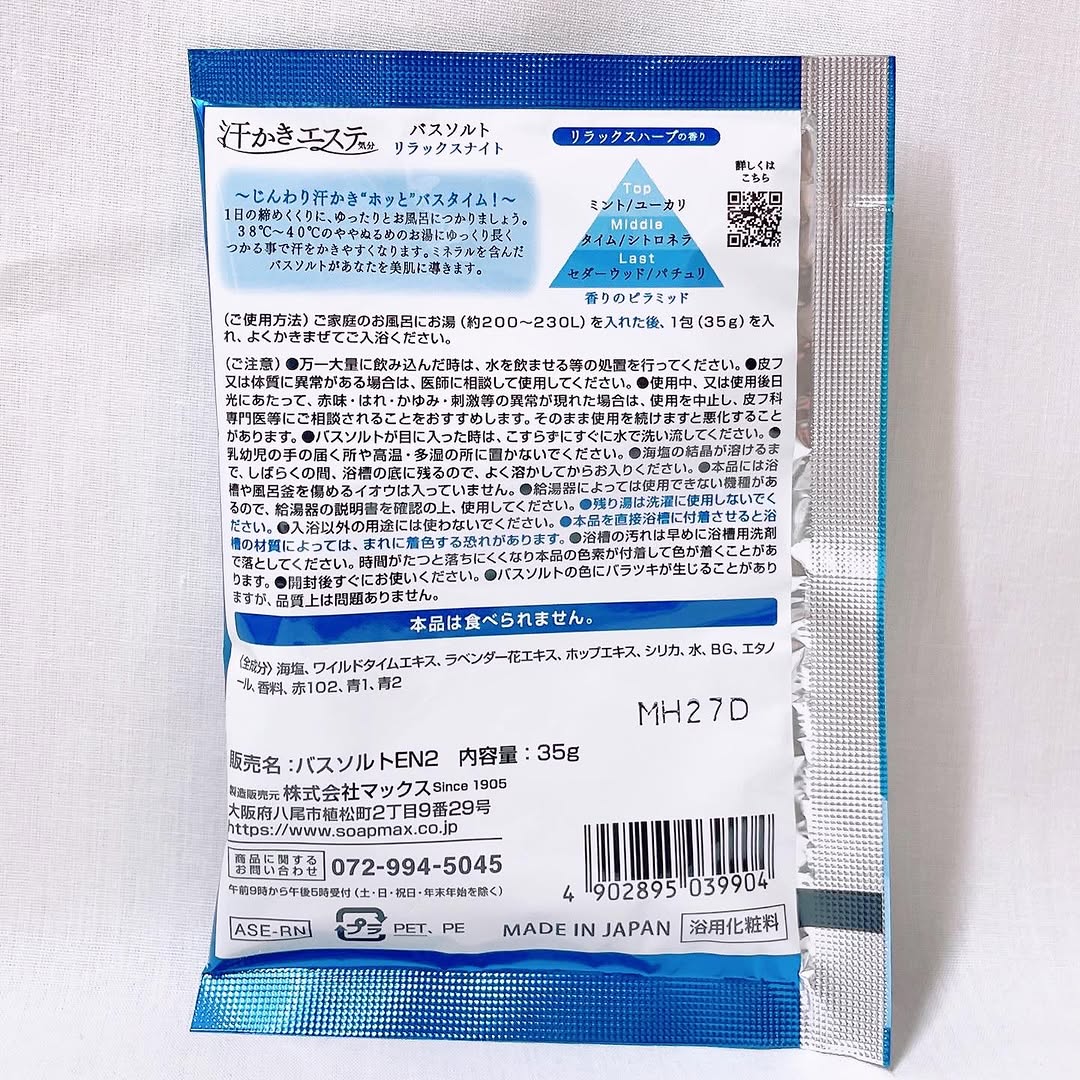 汗かきエステ気分
バスソルト
リラックスナイト
リラックスハーブの香り
詳しくは
こちら
Top
ミント/ユーカリ
Middle
タイム/シトロネラ
Last
セダーウッド/パチュリ
香りのピラミッド
〜じんわり汗かき“ホッと”バスタイム！〜
1日の締めくくりに、ゆったりとお風呂につかりましょう。
38℃〜40℃のややぬるめのお湯にゆっくり長く
つかる事で汗をかきやすくなります。ミネラルを含んだ
バスソルトがあなたを美肌に導きます。
〈ご使用方法〉ご家庭のお風呂にお湯（約200〜230L）を入れた後、1包（35g）を入
れ、よくかきまぜてご入浴ください。
〈ご注意〉●万一大量に飲み込んだ時は、水を飲ませる等の処置を行ってください。●皮フ
又は体質に異常がある場合は、医師に相談して使用してください。●使用中、又は使用後日
光にあたって、赤味・はれ・かゆみ・刺激等の異常が現れた場合は、使用を中止し、皮フ科
専門医等にご相談されることをおすすめします。そのまま使用を続けますと悪化すること
があります。●バスソルトが目に入った時は、こすらずにすぐに水で洗い流してください。●
乳幼児の手の届く所や高温・多湿の所に置かないでください。●海塩の結晶が溶けるま
で、しばらくの間、浴槽の底に残るので、よく溶かしてからお入りください。●本品には浴
槽や風呂釜を傷めるイオウは入っていません。●給湯器によっては使用できない機種があ
るので、給湯器の説明書を確認の上、使用してください。●残り湯は洗濯に使用しないでく
ださい。●入浴以外の用途には使わないでください。●本品を直接浴槽に付着させると浴
槽の材質によっては、まれに着色する恐れがあります。●浴槽の汚れは早めに浴槽用洗剤
で落としてください。時間がたつと落ちにくくなり本品の色素が付着して色が着くことがあ
ります。●開封後すぐにお使いください。●バスソルトの色にバラツキが生じることがあり
ますが、品質上は問題ありません。
本品は食べられません。
〈全成分〉海塩、ワイルドタイムエキス、ラベンダー花エキス、ホップエキス、シリカ、水、BG、エタノ
ール、香料、赤102、青1、青2
MH27D
販売名：バスソルトEN2 内容量：35g
製造販売元 株式会社マックス Since 1905
大阪府八尾市植松町2丁目9番29号
https://www.soapmax.co.jp
商品に関する
お問い合わせ
072-994-5045
午前9時から午後5時受付（土・日・祝日・年末年始を除く）
4 902895 039904
ASE-RN
プラ
PET、PE
MADE IN JAPAN
浴用化粧料